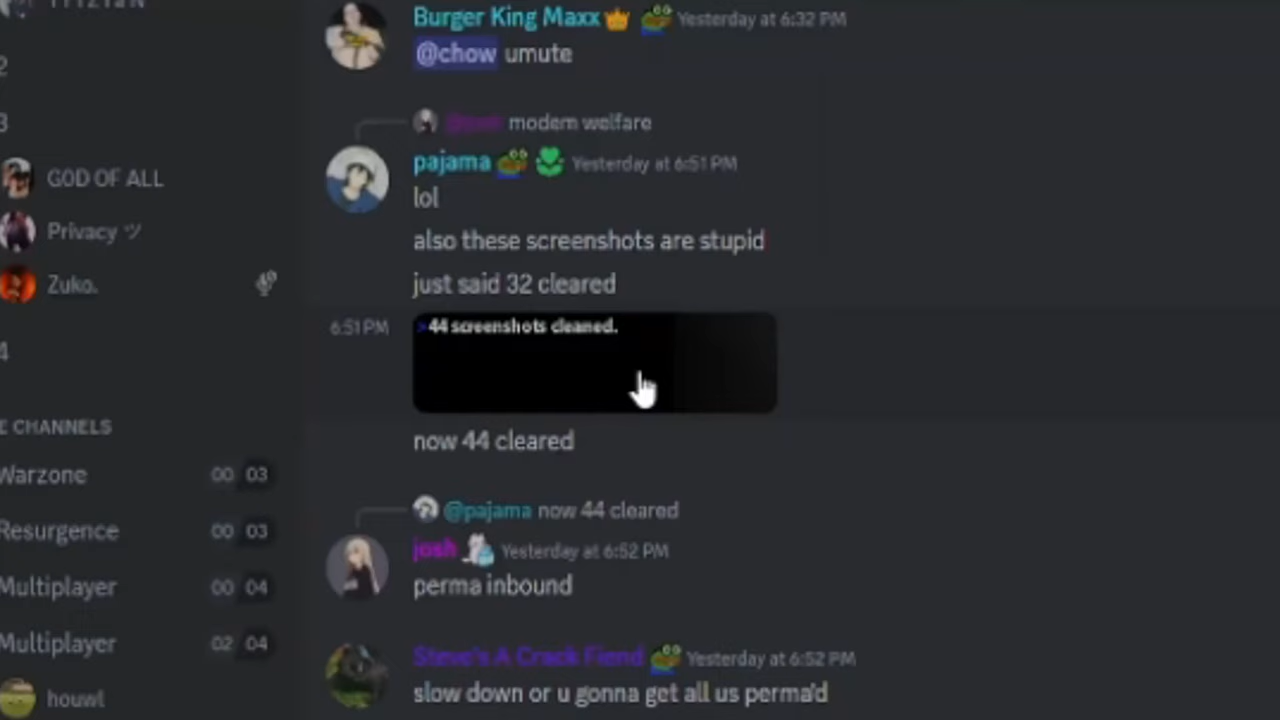 2
3
GOD OF ALL
Privacy ツ
Zuko.
4
E CHANNELS
Warzone 00 03
Resurgence 00 03
Multiplayer 00 04
Multiplayer 02 04
houwl
Burger King Maxx Yesterday at 6:32 PM
@chow umute
modern welfare
pajama Yesterday at 6:51 PM
lol
also these screenshots are stupid
just said 32 cleared
6:51 PM
>44 screenshots cleaned.
now 44 cleared
@pajama now 44 cleared
josh Yesterday at 6:52 PM
perma inbound
Steve's A Crack Fiend Yesterday at 6:52 PM
slow down or u gonna get all us perma'd